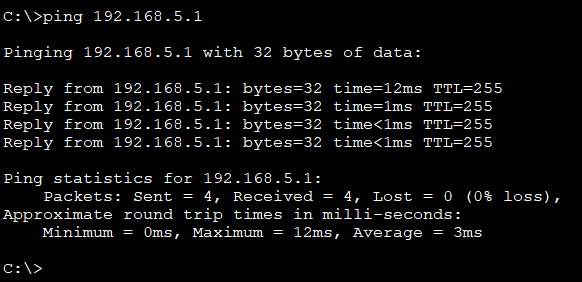 C:\>ping 192.168.5.1
Pinging 192.168.5.1 with 32 bytes of data:
Reply from 192.168.5.1: bytes=32 time=12ms TTL=255
Reply from 192.168.5.1: bytes=32 time=1ms TTL=255
Reply from 192.168.5.1: bytes=32 time<1ms TTL=255
Reply from 192.168.5.1: bytes=32 time<1ms TTL=255
Ping statistics for 192.168.5.1:
    Packets: Sent = 4, Received = 4, Lost = 0 (0% loss),
Approximate round trip times in milli-seconds:
    Minimum = 0ms, Maximum = 12ms, Average = 3ms
C:\>